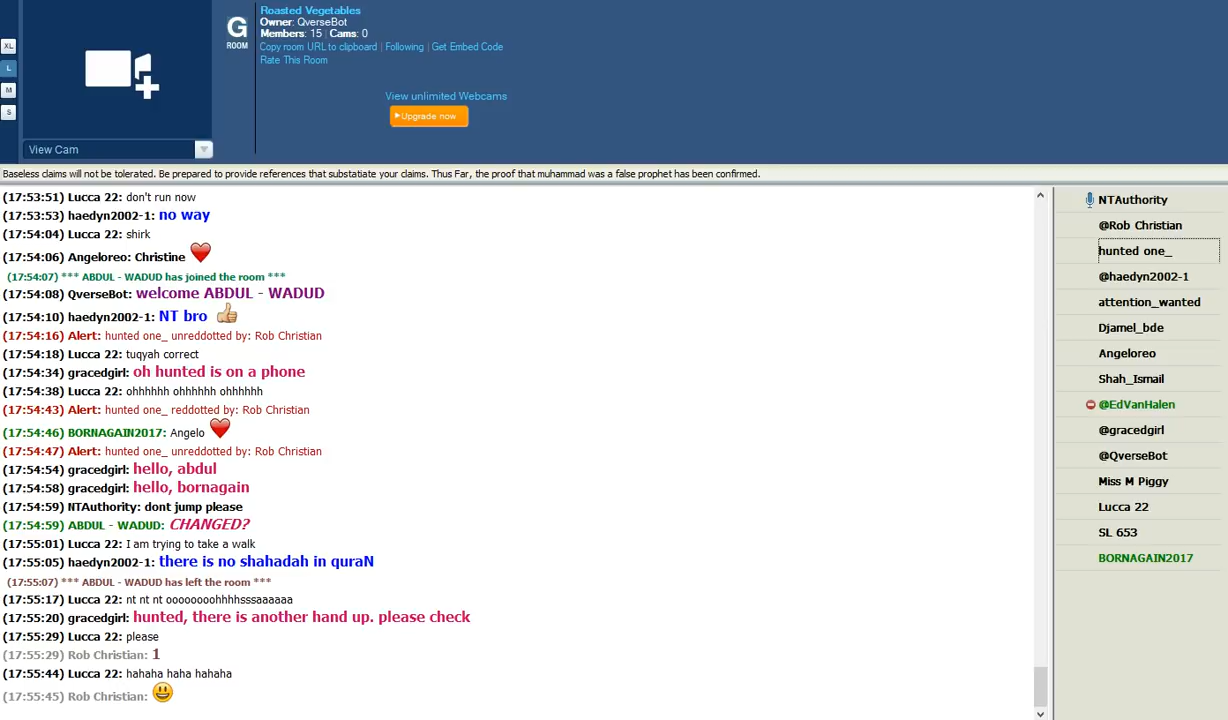 Roasted Vegetables
Owner: QverseBot
Members: 15 | Cams: 0
Copy room URL to clipboard | Following | Get Embed Code
Rate This Room
G
ROOM
XL
L
M
S
View unlimited Webcams
Upgrade now
View Cam
Baseless claims will not be tolerated. Be prepared to provide references that substatiate your claims. Thus Far, the proof that muhammad was a false prophet has been confirmed.
(17:53:51) Lucca 22: don't run now
(17:53:53) haedyn2002-1: no way
(17:54:04) Lucca 22: shirk
(17:54:06) Angeloreo: Christine
(17:54:07) *** ABDUL - WADUD has joined the room ***
(17:54:08) QverseBot: welcome ABDUL - WADUD
(17:54:10) haedyn2002-1: NT bro
(17:54:16) Alert: hunted one_ unreddotted by: Rob Christian
(17:54:18) Lucca 22: tuqyah correct
(17:54:34) gracedgirl: oh hunted is on a phone
(17:54:38) Lucca 22: ohhhhhh ohhhhhh ohhhhhh
(17:54:43) Alert: hunted one_ reddotted by: Rob Christian
(17:54:46) BORNAGAIN2017: Angelo
(17:54:47) Alert: hunted one_ unreddotted by: Rob Christian
(17:54:54) gracedgirl: hello, abdul
(17:54:58) gracedgirl: hello, bornagain
(17:54:59) NTAuthority: dont jump please
(17:54:59) ABDUL - WADUD: CHANGED?
(17:55:01) Lucca 22: I am trying to take a walk
(17:55:05) haedyn2002-1: there is no shahadah in quraN
(17:55:07) *** ABDUL - WADUD has left the room ***
(17:55:17) Lucca 22: nt nt nt oooooooohhhhsssaaaaaa
(17:55:20) gracedgirl: hunted, there is another hand up. please check
(17:55:29) Lucca 22: please
(17:55:29) Rob Christian: 1
(17:55:44) Lucca 22: hahaha haha hahaha
(17:55:45) Rob Christian:
NTAuthority
@Rob Christian
hunted one_
@haedyn2002-1
attention_wanted
Djamel_bde
Angeloreo
Shah_Ismail
@EdVanHalen
@gracedgirl
@QverseBot
Miss M Piggy
Lucca 22
SL 653
BORNAGAIN2017